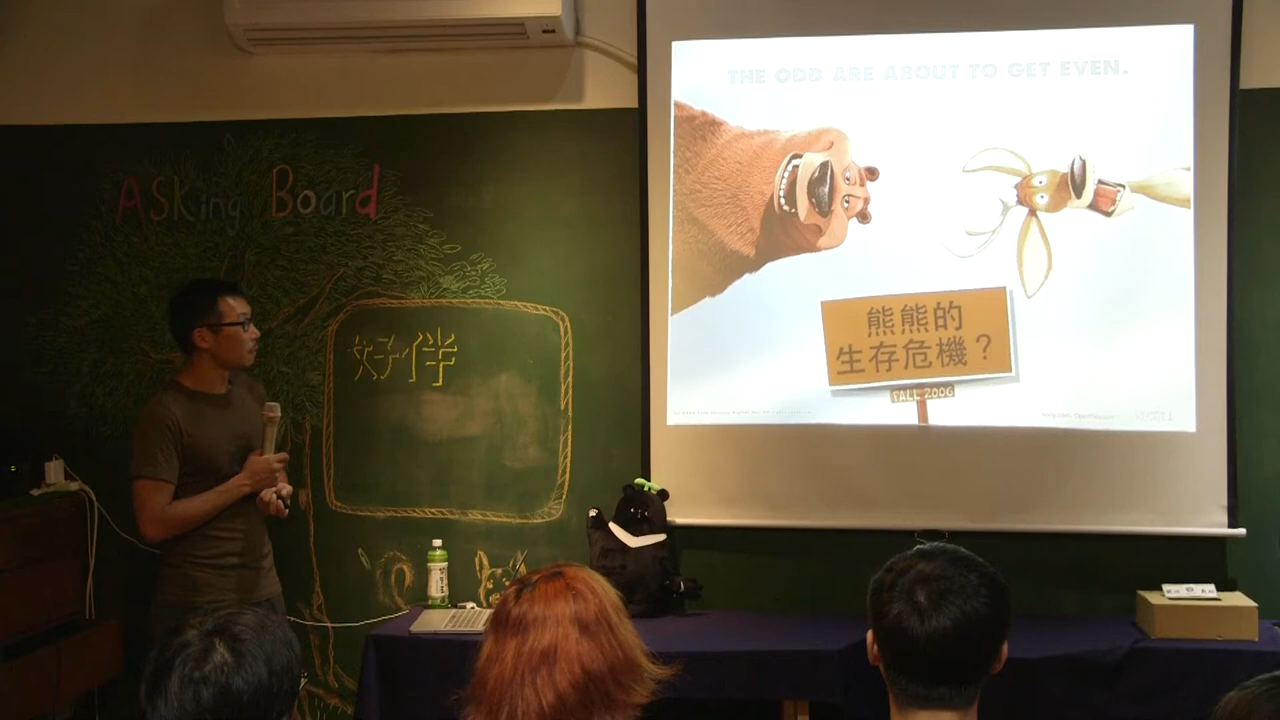 ASKing Board
好伴
THE ODD ARE ABOUT TO GET EVEN.
熊熊的
生存危機？
FALL 2006